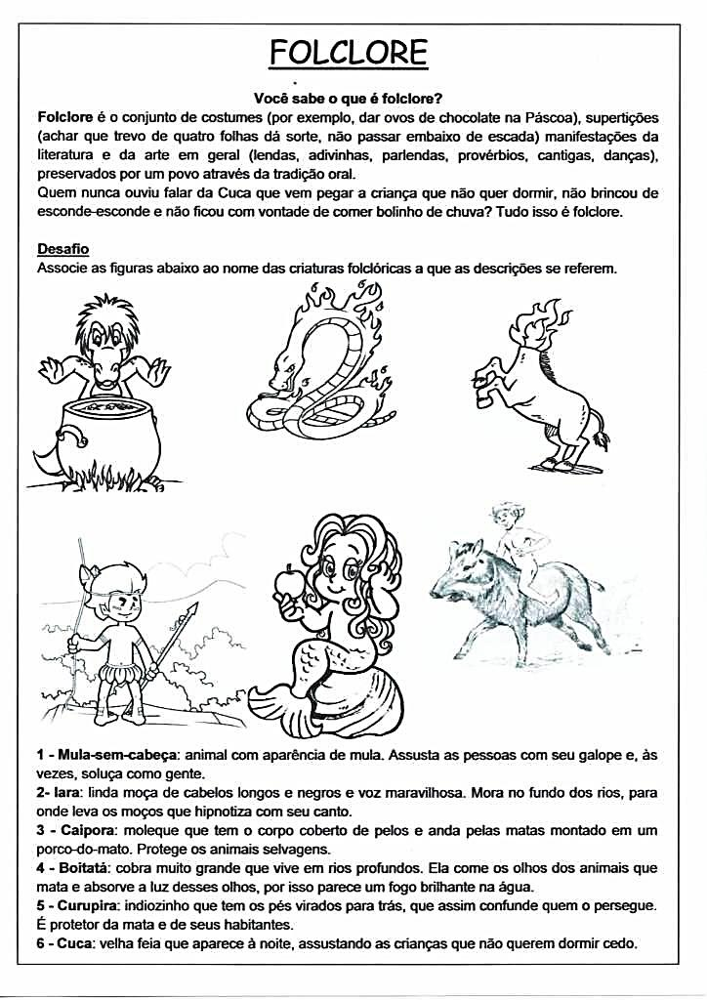 FOLCLORE
Você sabe o que é folclore?
Folclore é o conjunto de costumes (por exemplo, dar ovos de chocolate na Páscoa), supertições
(achar que trevo de quatro folhas dá sorte, não passar embaixo de escada) manifestações da
literatura e da arte em geral (lendas, adivinhas, parlendas, provérbios, cantigas, danças),
preservados por um povo através da tradição oral.
Quem nunca ouviu falar da Cuca que vem pegar a criança que não quer dormir, não brincou de
esconde-esconde e não ficou com vontade de comer bolinho de chuva? Tudo isso é folclore.
Desafio
Associe as figuras abaixo ao nome das criaturas folclóricas a que as descrições se referem.
1 - Mula-sem-cabeça: animal com aparência de mula. Assusta as pessoas com seu galope e, às
vezes, soluça como gente.
2- Iara: linda moça de cabelos longos e negros e voz maravilhosa. Mora no fundo dos rios, para
onde leva os moços que hipnotiza com seu canto.
3 - Caipora: moleque que tem o corpo coberto de pelos e anda pelas matas montado em um
porco-do-mato. Protege os animais selvagens.
4 - Boitatá: cobra muito grande que vive em rios profundos. Ela come os olhos dos animais que
mata e absorve a luz desses olhos, por isso parece um fogo brilhante na água.
5 - Curupira: indiozinho que tem os pés virados para trás, que assim confunde quem o persegue.
É protetor da mata e de seus habitantes.
6 - Cuca: velha feia que aparece à noite, assustando as crianças que não querem dormir cedo.